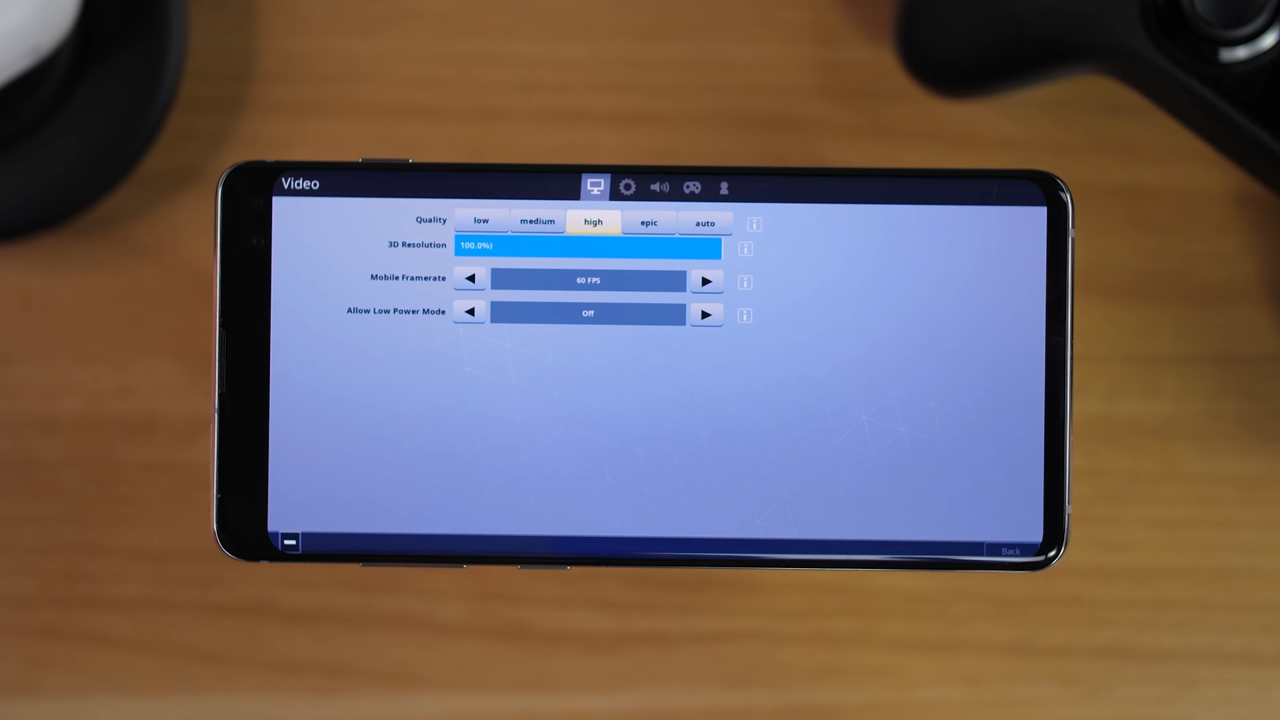 Video
Quality low medium high epic auto
3D Resolution 100.0%)
Mobile Framerate 60 FPS
Allow Low Power Mode Off
Back